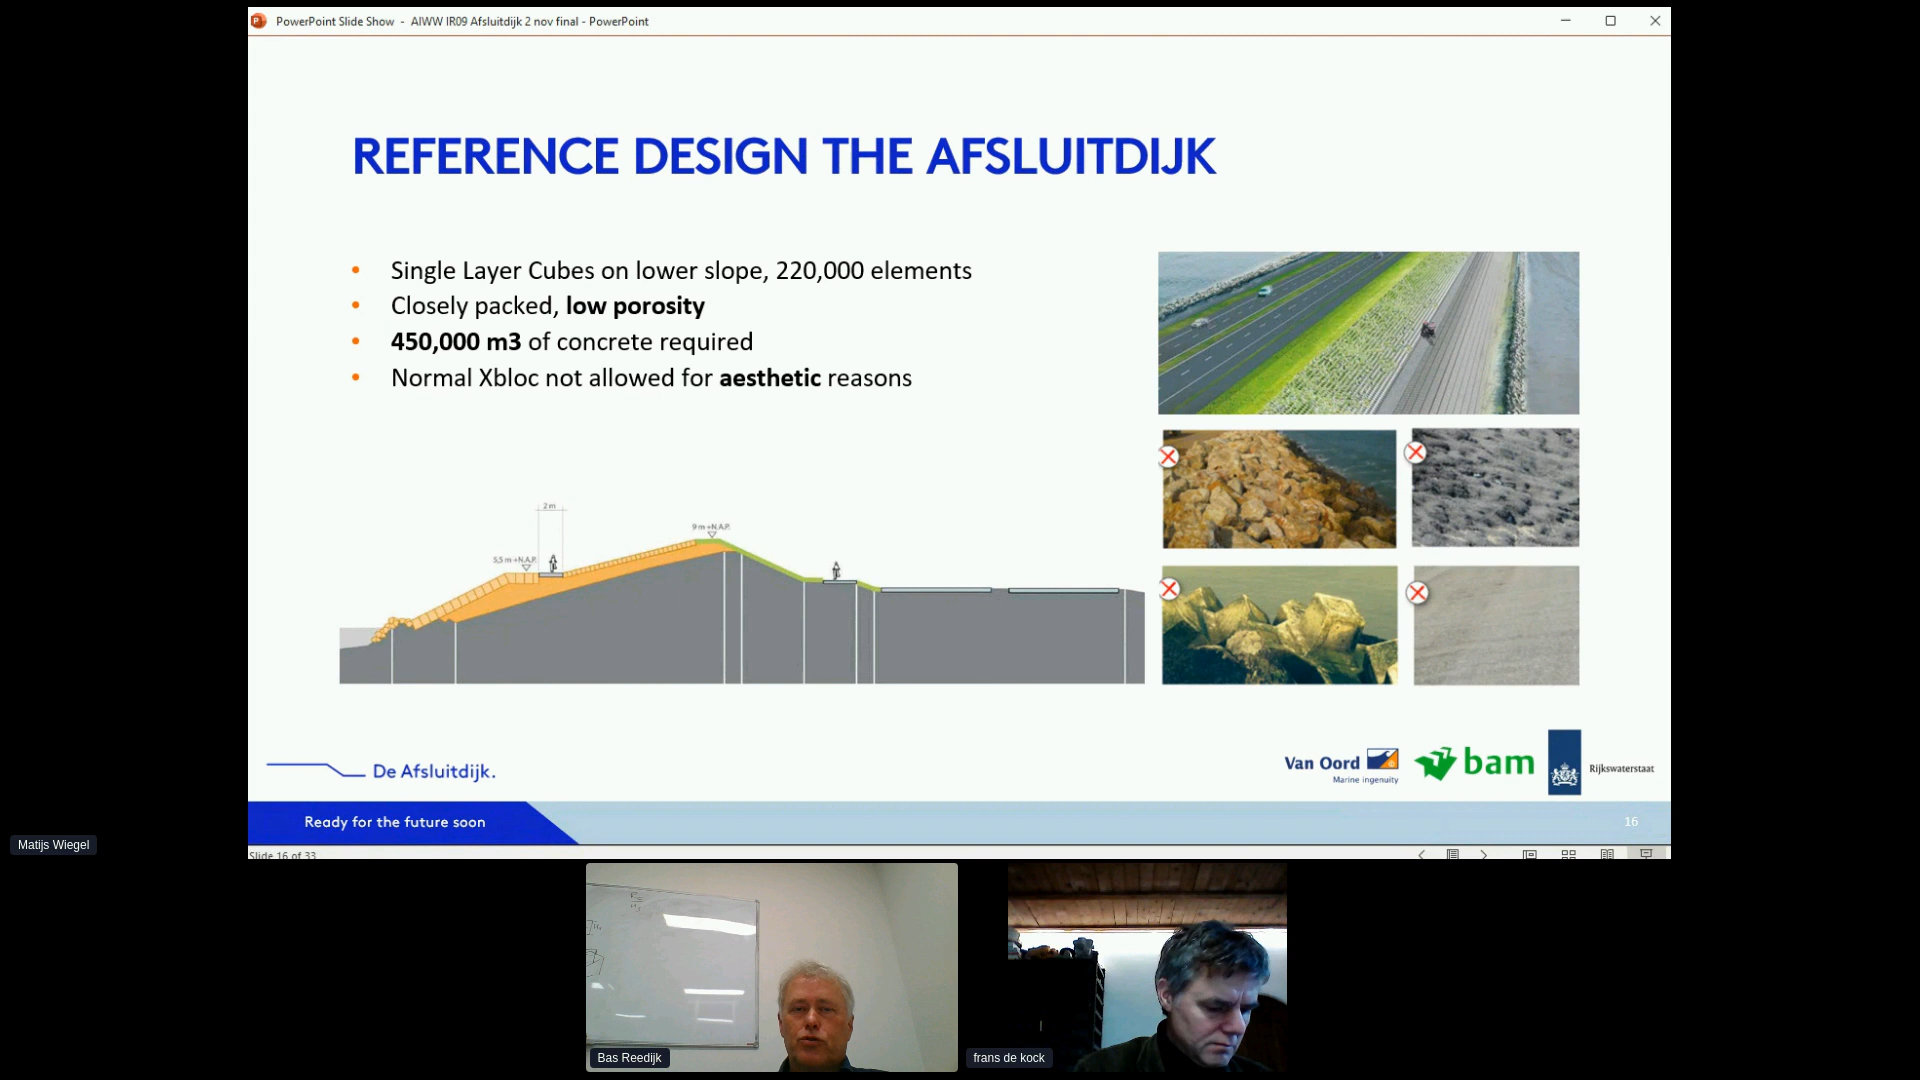 PowerPoint Slide Show - AIWW IR09 Afsluitdijk 2 nov final - PowerPoint
REFERENCE DESIGN THE AFSLUITDIJK
• Single Layer Cubes on lower slope, 220,000 elements
• Closely packed, low porosity
• 450,000 m3 of concrete required
• Normal Xbloc not allowed for aesthetic reasons
2 m
9 m +N.A.P.
5,5 m +N.A.P.
De Afsluitdijk.
Van Oord
Marine ingenuity
bam
Rijkswaterstaat
Ready for the future soon
16
Slide 16 of 33
Matijs Wiegel
Bas Reedijk
frans de kock